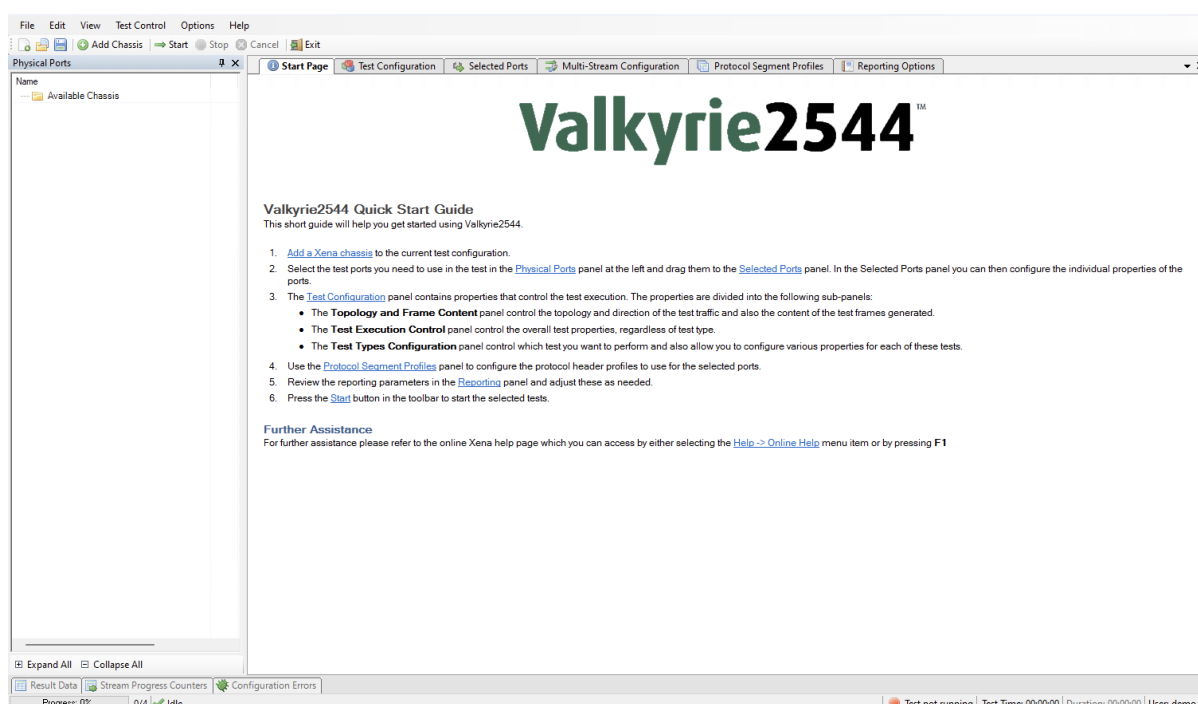 File Edit View Test Control Options Help
Add Chassis Start Stop Cancel Exit
Physical Ports
Start Page Test Configuration Selected Ports Multi-Stream Configuration Protocol Segment Profiles Reporting Options
Name
Available Chassis
Valkyrie2544™
Valkyrie2544 Quick Start Guide
This short guide will help you get started using Valkyrie2544.
1. Add a Xena chassis to the current test configuration.
2. Select the test ports you need to use in the test in the Physical Ports panel at the left and drag them to the Selected Ports panel. In the Selected Ports panel you can then configure the individual properties of the
ports.
3. The Test Configuration panel contains properties that control the test execution. The properties are divided into the following sub-panels:
• The Topology and Frame Content panel control the topology and direction of the test traffic and also the content of the test frames generated.
• The Test Execution Control panel control the overall test properties, regardless of test type.
• The Test Types Configuration panel control which test you want to perform and also allow you to configure various properties for each of these tests.
4. Use the Protocol Segment Profiles panel to configure the protocol header profiles to use for the selected ports.
5. Review the reporting parameters in the Reporting panel and adjust these as needed.
6. Press the Start button in the toolbar to start the selected tests.
Further Assistance
For further assistance please refer to the online Xena help page which you can access by either selecting the Help -> Online Help menu item or by pressing F1
Expand All Collapse All
Result Data Stream Progress Counters Configuration Errors
Progress: 0% 0/4 Idle Test not running Test Time: 00:00:00 Duration: 00:00:00 User: demo